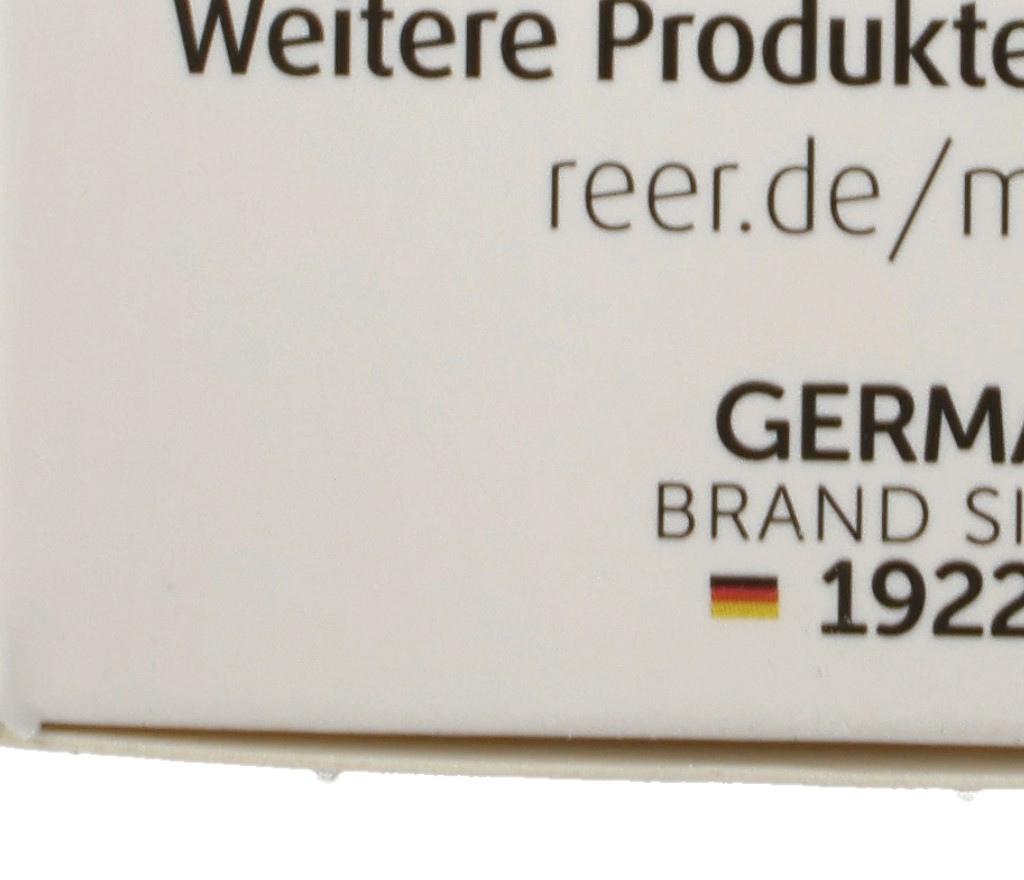 Weitere Produkte
reer.de/m
GERMA
BRAND SI
1922